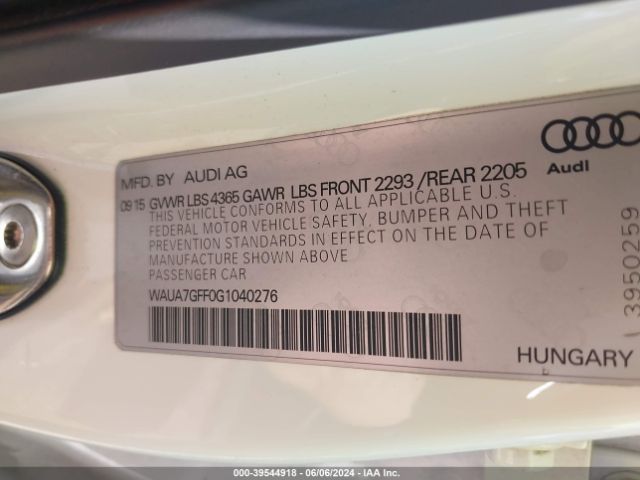 MFD. BY AUDI AG
09 15 GVWR LBS 4365 GAWR LBS FRONT 2293 /REAR 2205
THIS VEHICLE CONFORMS TO ALL APPLICABLE U.S.
FEDERAL MOTOR VEHICLE SAFETY, BUMPER AND THEFT
PREVENTION STANDARDS IN EFFECT ON THE DATE OF
MANUFACTURE SHOWN ABOVE
PASSENGER CAR
WAUA7GFF0G1040276
Audi
3950259
HUNGARY
000-39544918 | 06/06/2024 | IAA Inc.